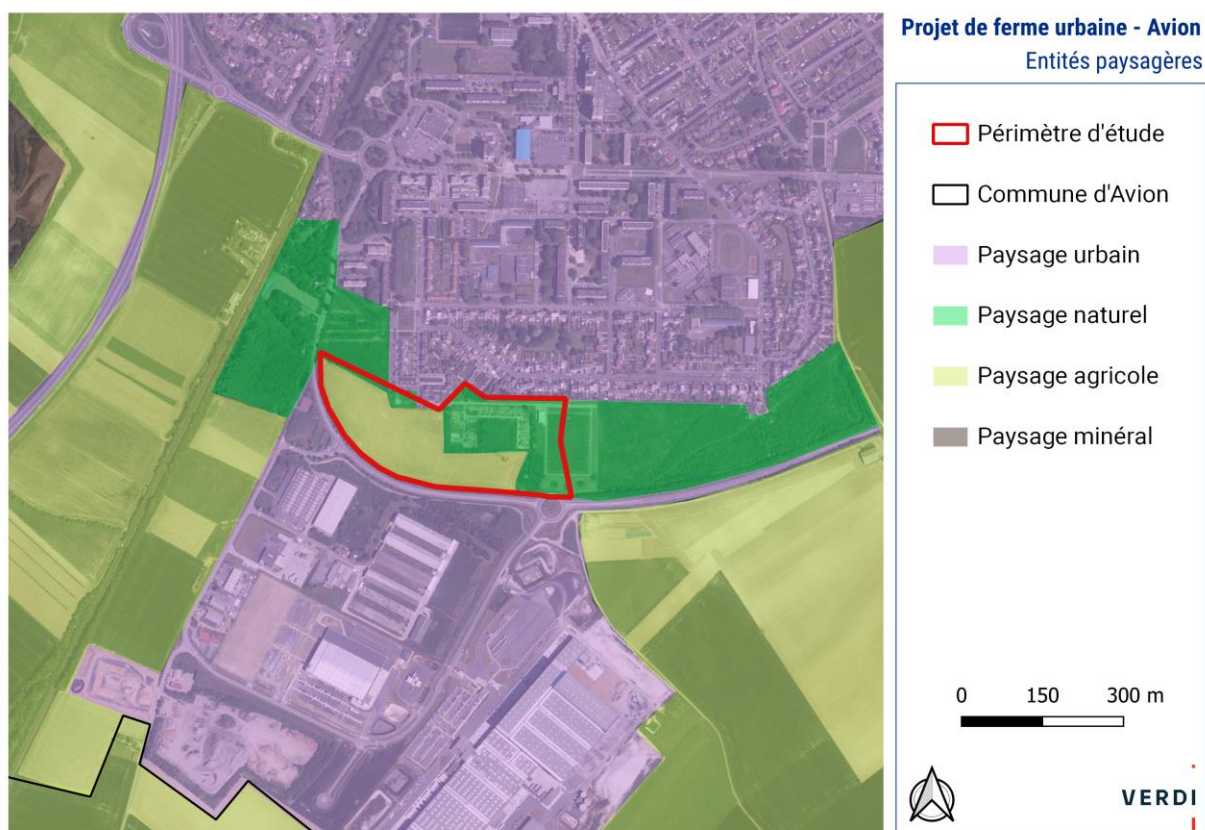 Projet de ferme urbaine - Avion
Entités paysagères
Périmètre d'étude
Commune d'Avion
Paysage urbain
Paysage naturel
Paysage agricole
Paysage minéral
0 150 300 m
VERDI